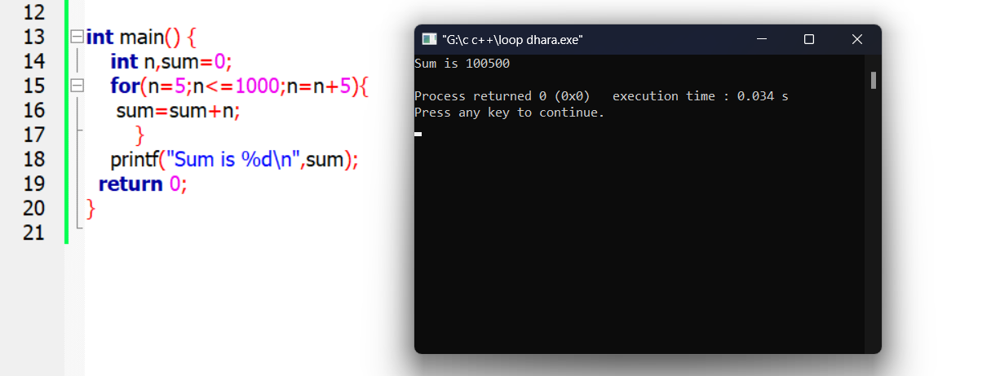 12
13 int main() {
14 int n,sum=0;
15 for(n=5;n<=1000;n=n+5){
16 sum=sum+n;
17 }
18 printf("Sum is %d\n",sum);
19 return 0;
20 }
21
"G:\c c++\loop dhara.exe"
Sum is 100500
Process returned 0 (0x0)   execution time : 0.034 s
Press any key to continue.